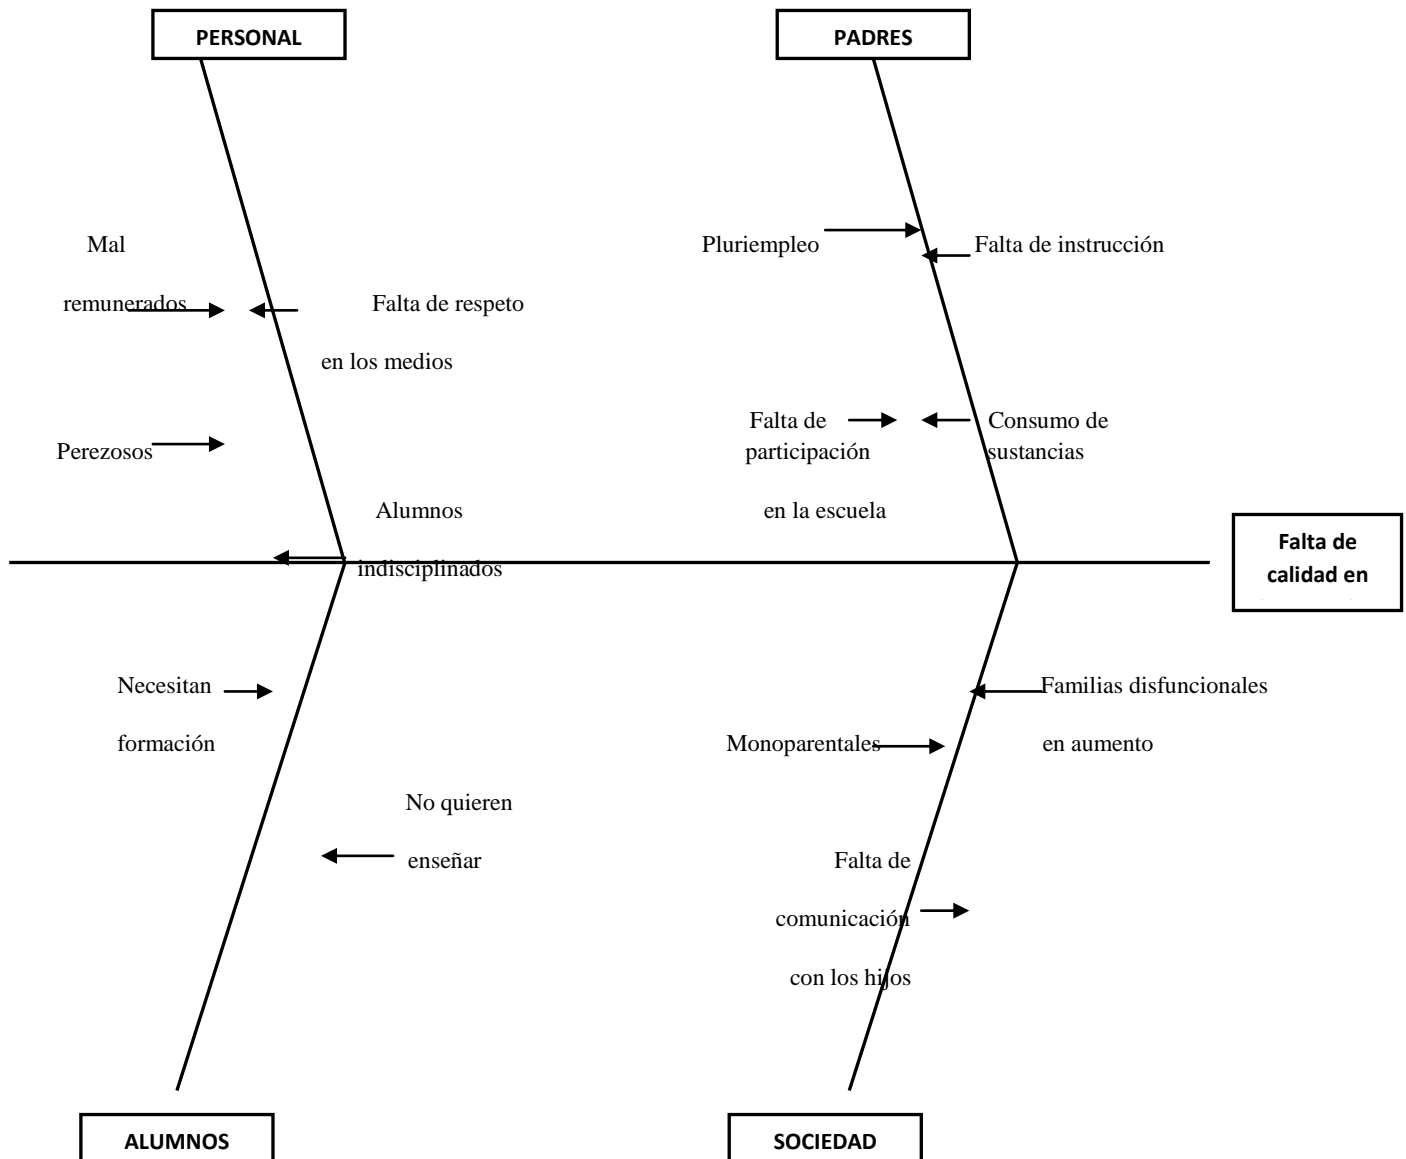 PERSONAL
PADRES
Mal
remunerados
Falta de respeto
en los medios
Perezosos
Alumnos
indisciplinados
Pluriempleo
Falta de instrucción
Falta de
participación
en la escuela
Consumo de
sustancias
Falta de
calidad en
Necesitan
formación
No quieren
enseñar
Familias disfuncionales
en aumento
Monoparentales
Falta de
comunicación
con los hijos
ALUMNOS
SOCIEDAD